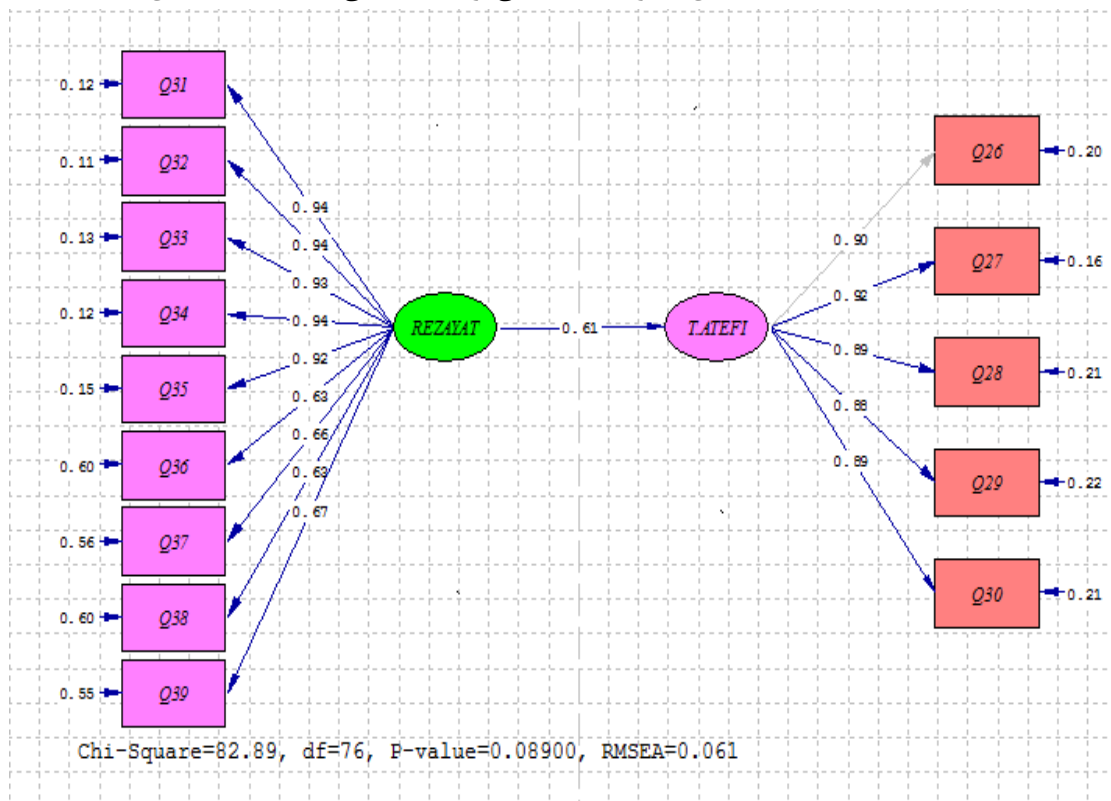 0.12 Q31
0.11 Q32
0.13 Q33
0.12 Q34
0.15 Q35
0.60 Q36
0.56 Q37
0.60 Q38
0.55 Q39
0.94
0.94
0.93
0.94
0.92
0.63
0.66
0.63
0.67
REZAYAT
0.61
T.ATEFI
0.90
0.92
0.89
0.88
0.89
Q26 0.20
Q27 0.16
Q28 0.21
Q29 0.22
Q30 0.21
Chi-Square=82.89, df=76, P-value=0.08900, RMSEA=0.061